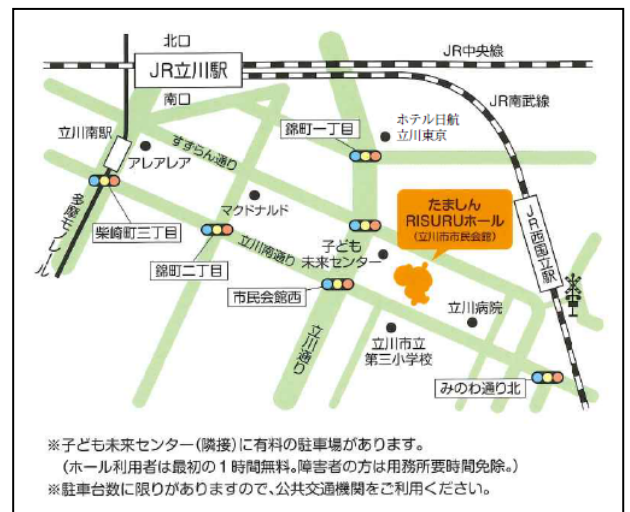 北口
JR中央線
JR立川駅
南口
JR南武線
ホテル日航
立川東京
錦町一丁目
立川南駅
アレアレア
すずらん通り
たましん
RISURUホール
(立川市市民会館)
多摩モノレール
マクドナルド
柴崎町三丁目
立川南通り
子ども
未来センター
JR西国立駅
錦町二丁目
市民会館西
立川病院
立川通り
立川市立
第三小学校
みのわ通り北
※子ども未来センター(隣接)に有料の駐車場があります。
(ホール利用者は最初の1時間無料。障害者の方は用務所要時間免除。)
※駐車台数に限りがありますので、公共交通機関をご利用ください。